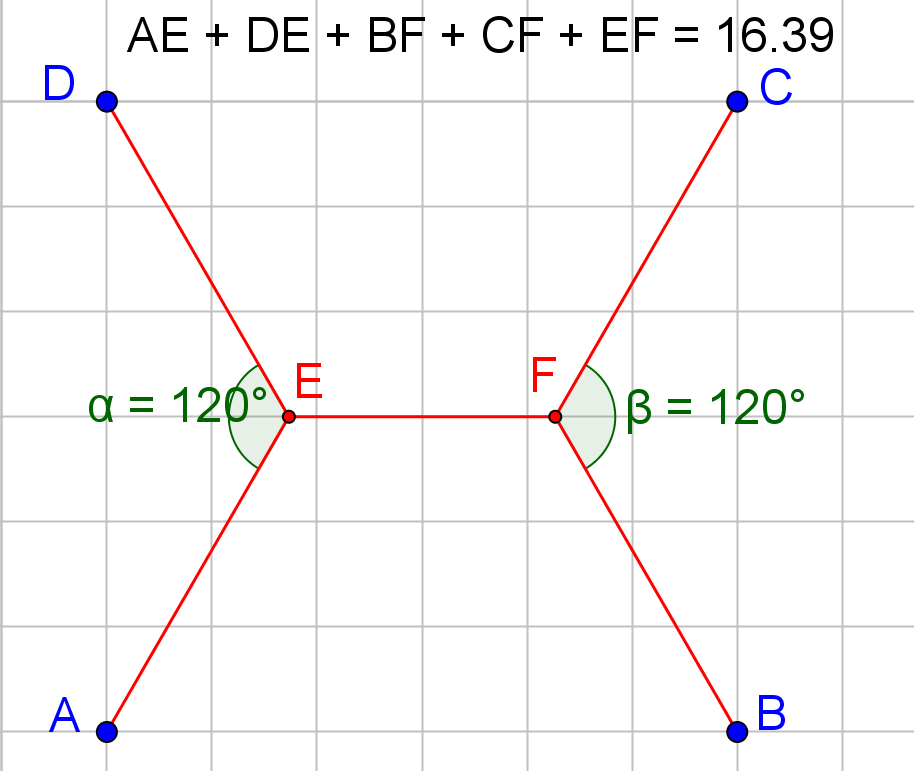 AE + DE + BF + CF + EF = 16.39
D
C
E
F
α = 120°
β = 120°
A
B